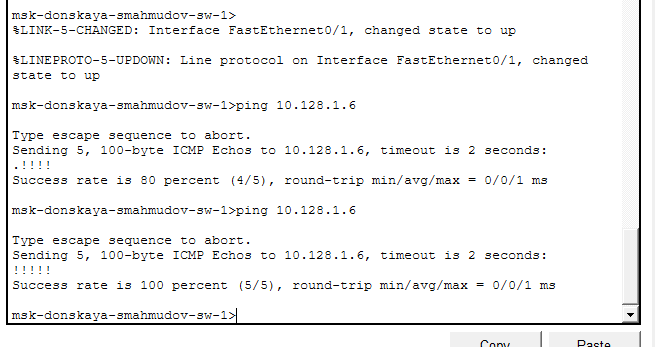 msk-donskaya-smahmudov-sw-1>
%LINK-5-CHANGED: Interface FastEthernet0/1, changed state to up
%LINEPROTO-5-UPDOWN: Line protocol on Interface FastEthernet0/1, changed
state to up
msk-donskaya-smahmudov-sw-1>ping 10.128.1.6
Type escape sequence to abort.
Sending 5, 100-byte ICMP Echos to 10.128.1.6, timeout is 2 seconds:
.!!!!
Success rate is 80 percent (4/5), round-trip min/avg/max = 0/0/1 ms
msk-donskaya-smahmudov-sw-1>ping 10.128.1.6
Type escape sequence to abort.
Sending 5, 100-byte ICMP Echos to 10.128.1.6, timeout is 2 seconds:
!!!!!
Success rate is 100 percent (5/5), round-trip min/avg/max = 0/0/1 ms
msk-donskaya-smahmudov-sw-1>
Copy Paste